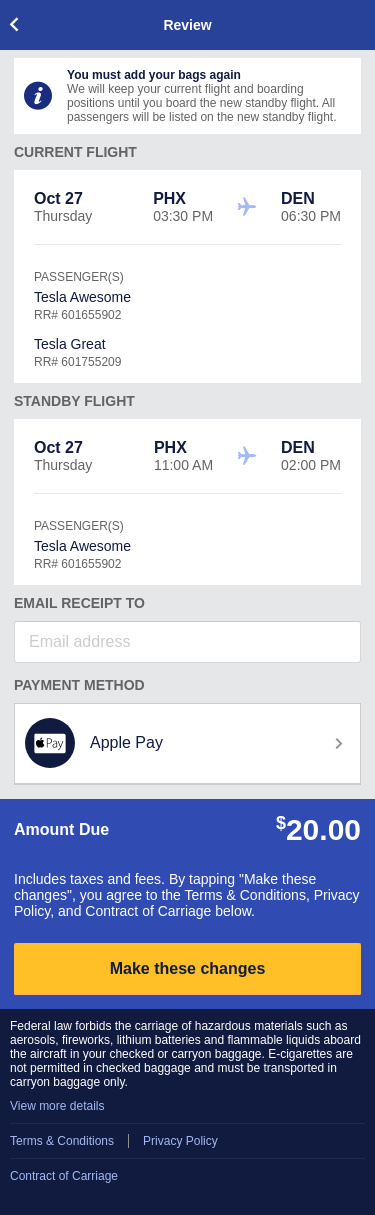 Review
You must add your bags again
We will keep your current flight and boarding
positions until you board the new standby flight. All
passengers will be listed on the new standby flight.
CURRENT FLIGHT
Oct 27 PHX DEN
Thursday 03:30 PM 06:30 PM
PASSENGER(S)
Tesla Awesome
RR# 601655902
Tesla Great
RR# 601755209
STANDBY FLIGHT
Oct 27 PHX DEN
Thursday 11:00 AM 02:00 PM
PASSENGER(S)
Tesla Awesome
RR# 601655902
EMAIL RECEIPT TO
Email address
PAYMENT METHOD
Pay Apple Pay
Amount Due $20.00
Includes taxes and fees. By tapping "Make these
changes", you agree to the Terms & Conditions, Privacy
Policy, and Contract of Carriage below.
Make these changes
Federal law forbids the carriage of hazardous materials such as
aerosols, fireworks, lithium batteries and flammable liquids aboard
the aircraft in your checked or carryon baggage. E-cigarettes are
not permitted in checked baggage and must be transported in
carryon baggage only.
View more details
Terms & Conditions Privacy Policy
Contract of Carriage